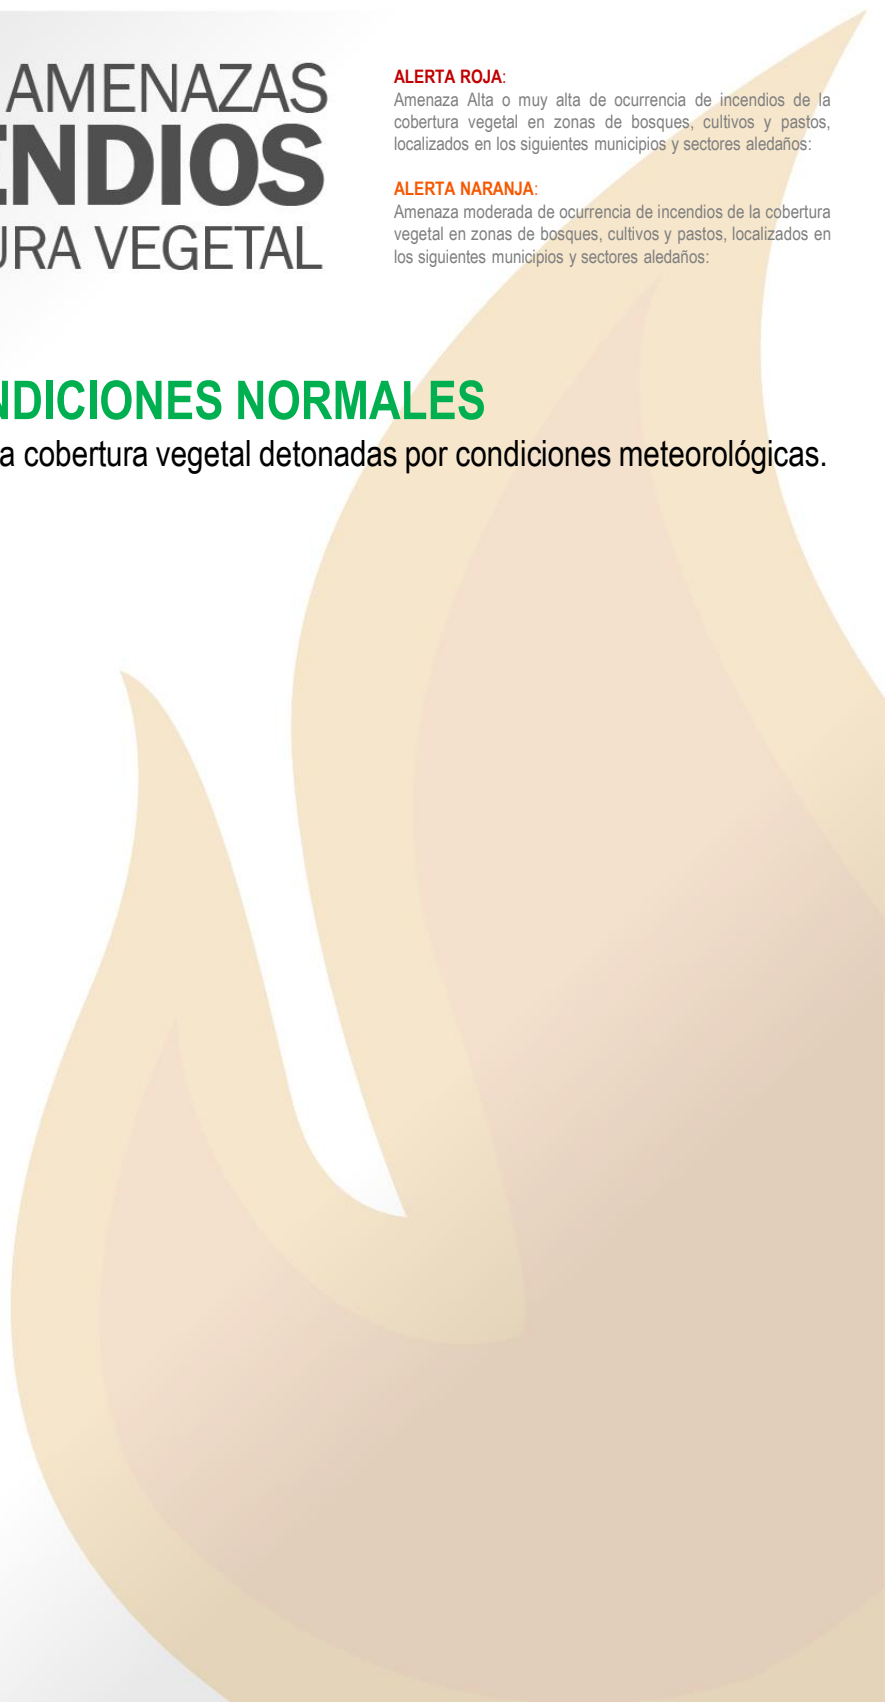 AMENAZAS
ENDIOS
URA VEGETAL
ALERTA ROJA:
Amenaza Alta o muy alta de ocurrencia de incendios de la
cobertura vegetal en zonas de bosques, cultivos y pastos,
localizados en los siguientes municipios y sectores aledaños:
ALERTA NARANJA:
Amenaza moderada de ocurrencia de incendios de la cobertura
vegetal en zonas de bosques, cultivos y pastos, localizados en
los siguientes municipios y sectores aledaños:
NDICIONES NORMALES
a cobertura vegetal detonadas por condiciones meteorológicas.